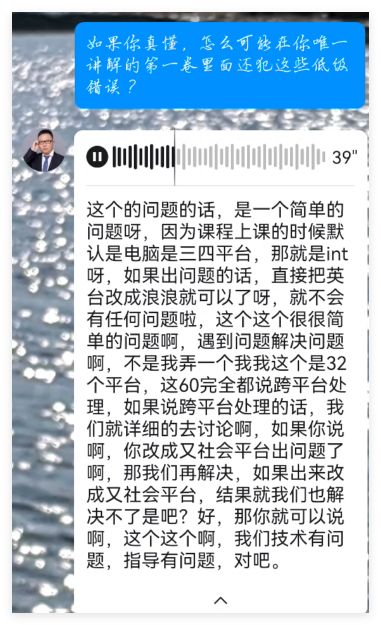 如果你真懂，怎么可能在你唯一
讲解的第一卷里面还犯这些低级
错误？
39"
这个的问题的话，是一个简单的
问题呀，因为课程上课的时候默
认是电脑是三四平台，那就是int
呀，如果出问题的话，直接把英
台改成浪浪就可以了呀，就不会
有任何问题啦，这个这个很很简
单的问题啊，遇到问题解决问题
啊，不是我弄一个我我这个是32
个平台，这60完全都说跨平台处
理，如果说跨平台处理的话，我
们就详细的去讨论啊，如果你说
啊，你改成又社会平台出问题了
啊，那我们再解决，如果出来改
成又社会平台，结果就我们也解
决不了是吧？好，那你就可以说
啊，这个这个啊，我们技术有问
题，指导有问题，对吧。